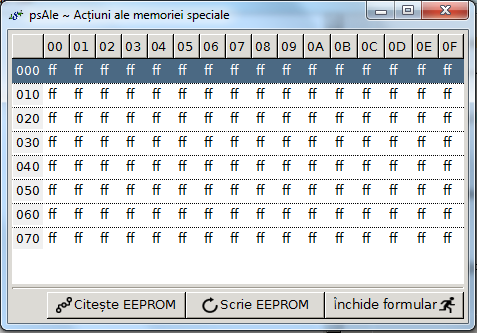 psAle ~ Acțiuni ale memoriei speciale
00 01 02 03 04 05 06 07 08 09 0A 0B 0C 0D 0E 0F
000 ff ff ff ff ff ff ff ff ff ff ff ff ff ff ff ff
010 ff ff ff ff ff ff ff ff ff ff ff ff ff ff ff ff
020 ff ff ff ff ff ff ff ff ff ff ff ff ff ff ff ff
030 ff ff ff ff ff ff ff ff ff ff ff ff ff ff ff ff
040 ff ff ff ff ff ff ff ff ff ff ff ff ff ff ff ff
050 ff ff ff ff ff ff ff ff ff ff ff ff ff ff ff ff
060 ff ff ff ff ff ff ff ff ff ff ff ff ff ff ff ff
070 ff ff ff ff ff ff ff ff ff ff ff ff ff ff ff ff
Citește EEPROM Scrie EEPROM Închide formular